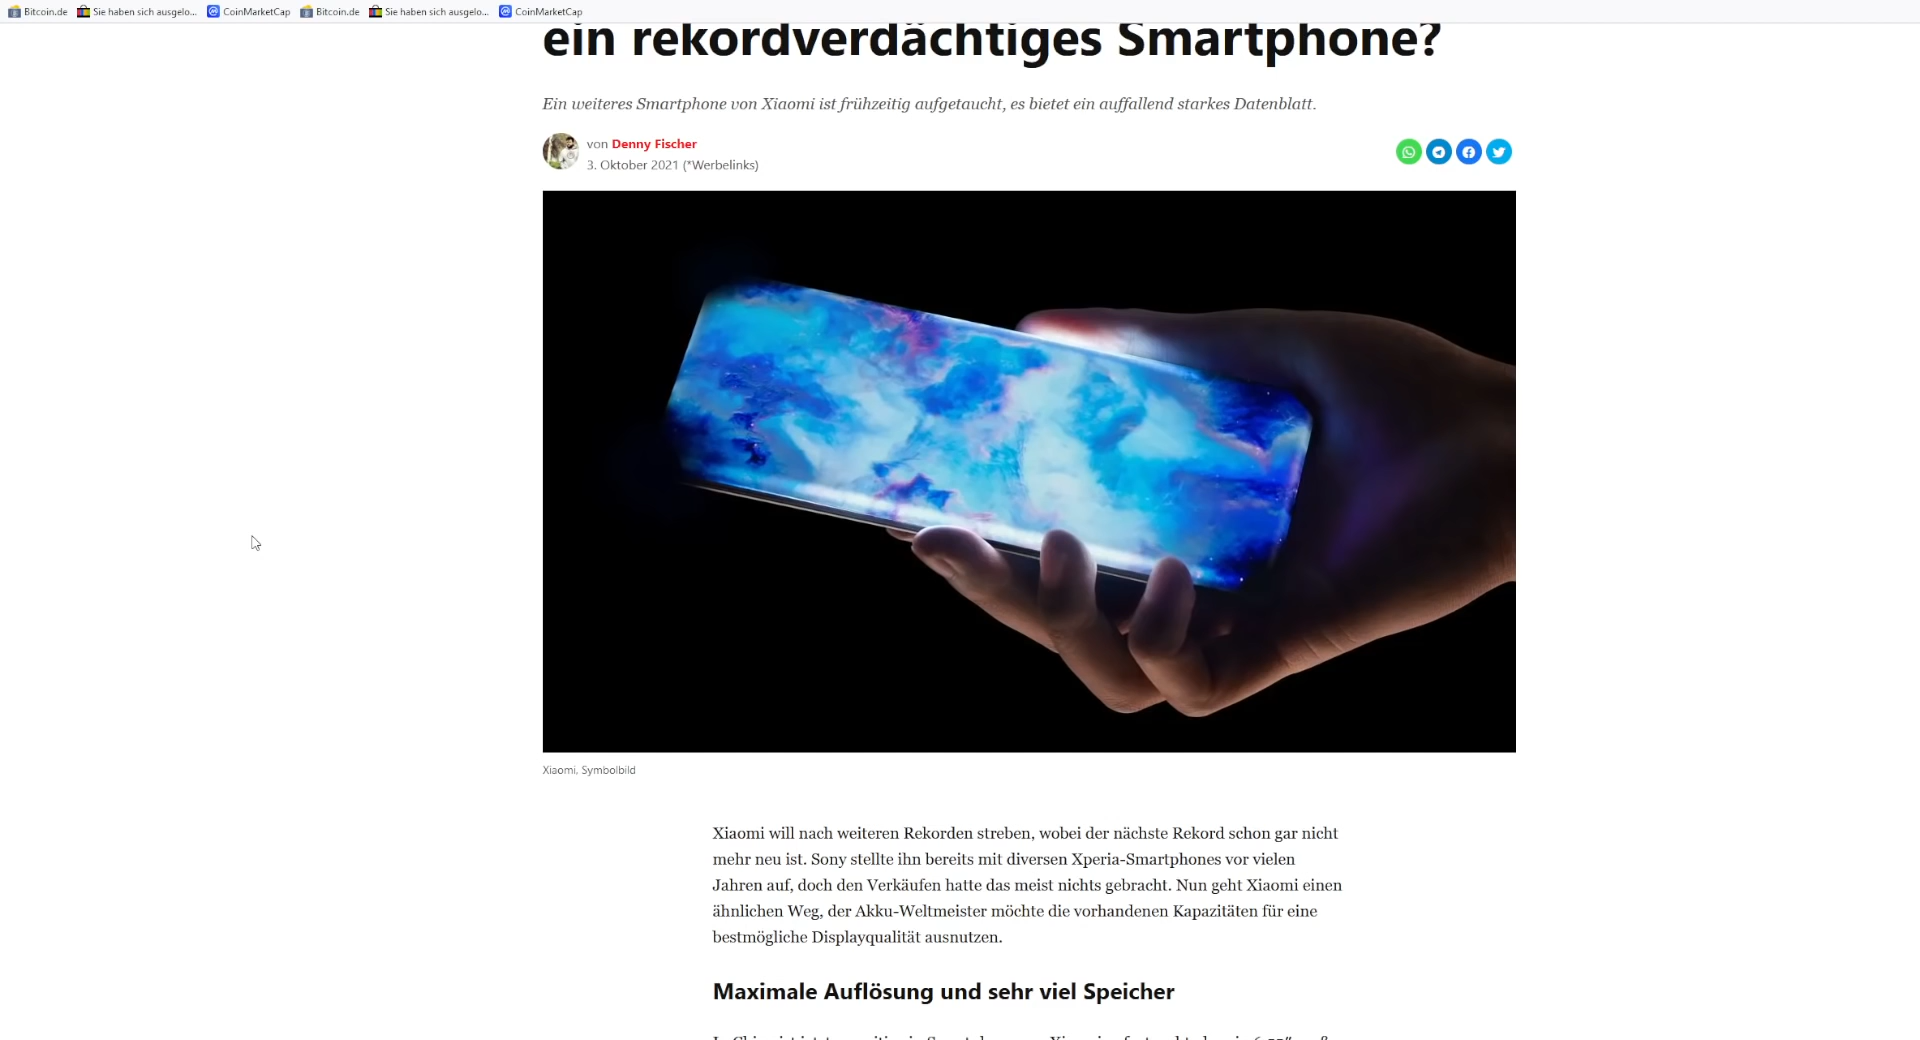 Bitcoin.de Sie haben sich ausgelo... CoinMarketCap Bitcoin.de Sie haben sich ausgelo... CoinMarketCap
ein rekordverdächtiges Smartphone?
Ein weiteres Smartphone von Xiaomi ist frühzeitig aufgetaucht, es bietet ein auffallend starkes Datenblatt.
von Denny Fischer
3. Oktober 2021 (*Werbelinks)
Xiaomi, Symbolbild
Xiaomi will nach weiteren Rekorden streben, wobei der nächste Rekord schon gar nicht
mehr neu ist. Sony stellte ihn bereits mit diversen Xperia-Smartphones vor vielen
Jahren auf, doch den Verkäufen hatte das meist nichts gebracht. Nun geht Xiaomi einen
ähnlichen Weg, der Akku-Weltmeister möchte die vorhandenen Kapazitäten für eine
bestmögliche Displayqualität ausnutzen.
Maximale Auflösung und sehr viel Speicher